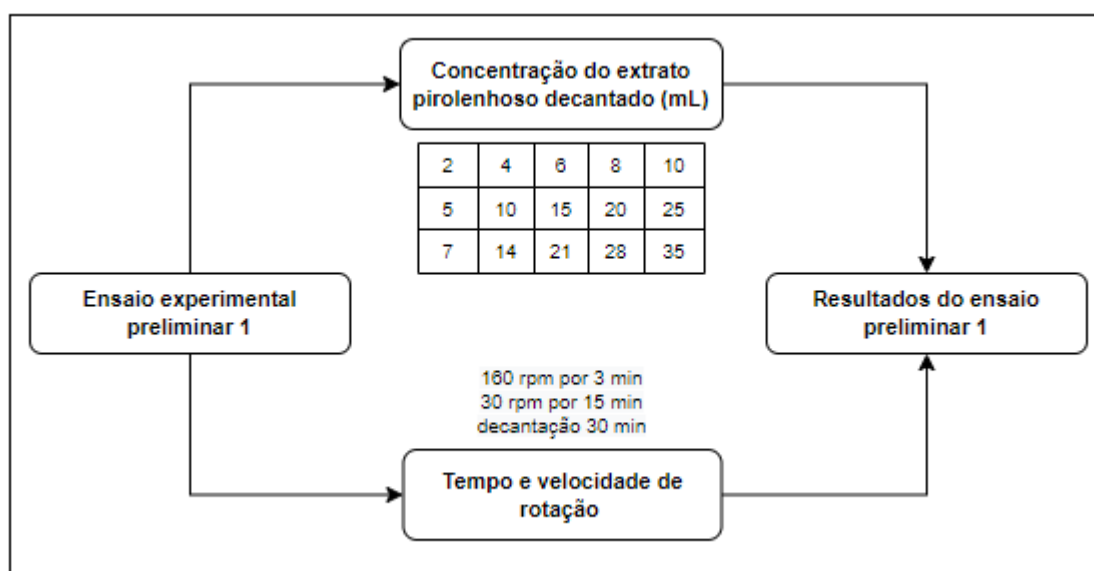 Concentração do extrato
pirolenhoso decantado (mL)
2 4 6 8 10
5 10 15 20 25
7 14 21 28 35
Ensaio experimental
preliminar 1
Resultados do ensaio
preliminar 1
160 rpm por 3 min
30 rpm por 15 min
decantação 30 min
Tempo e velocidade de
rotação